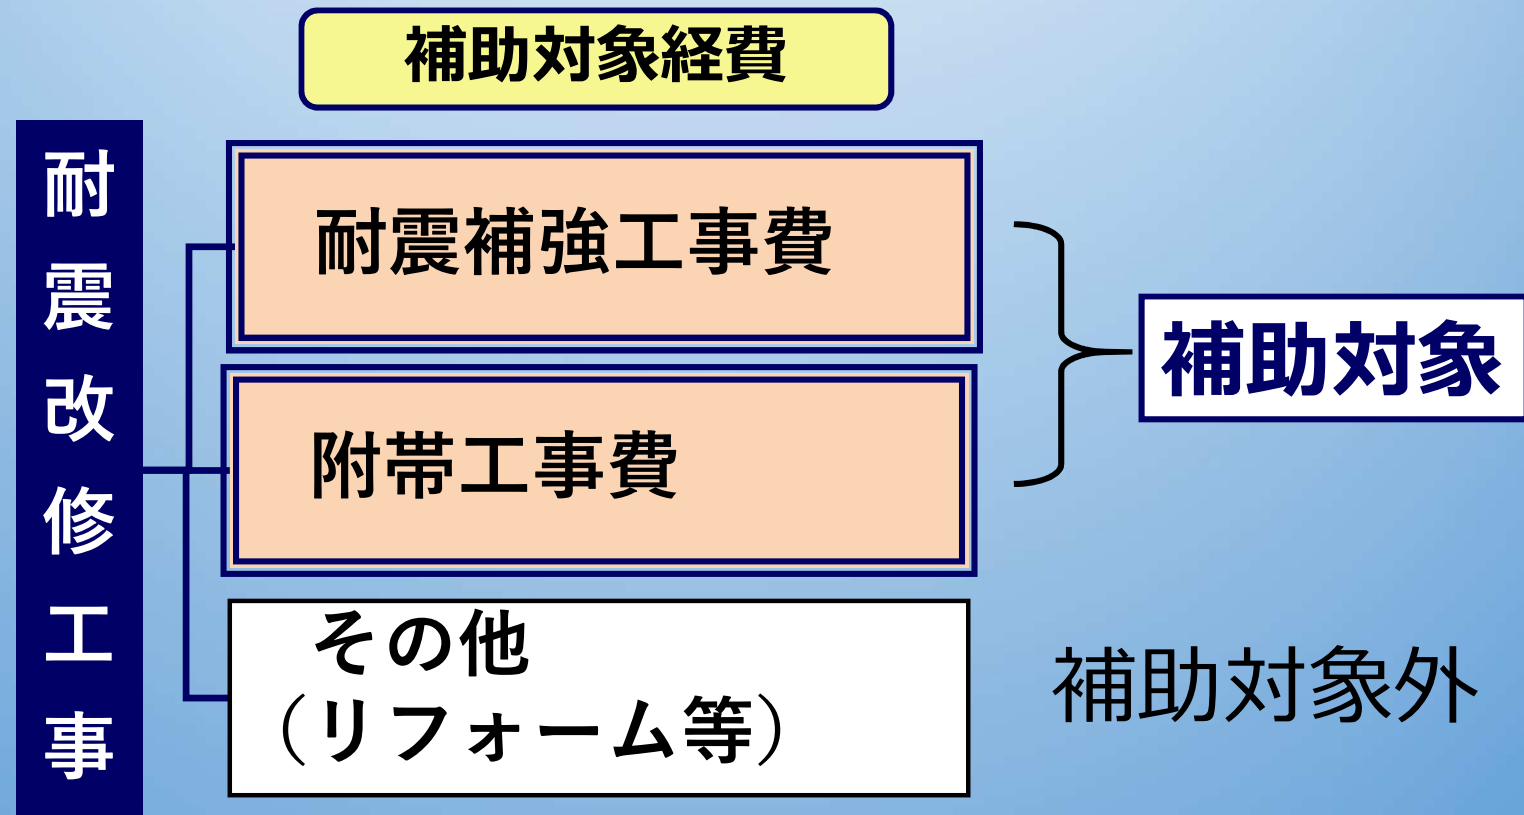 補助対象経費
耐震改修工事
耐震補強工事費
附帯工事費
補助対象
その他
（リフォーム等）
補助対象外